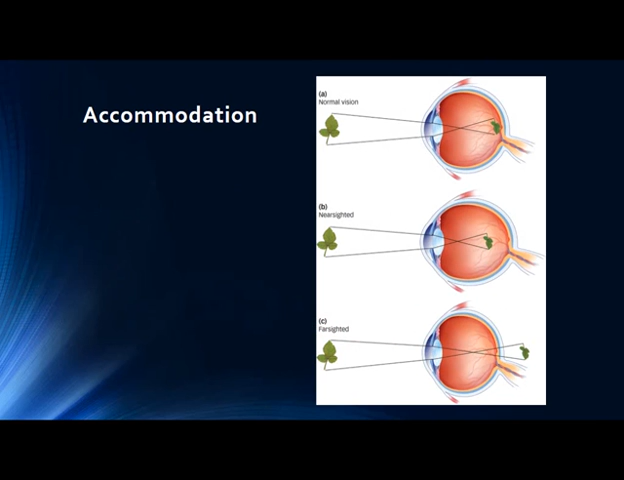 Accommodation
(a)
Normal vision
(b)
Nearsighted
(c)
Farsighted